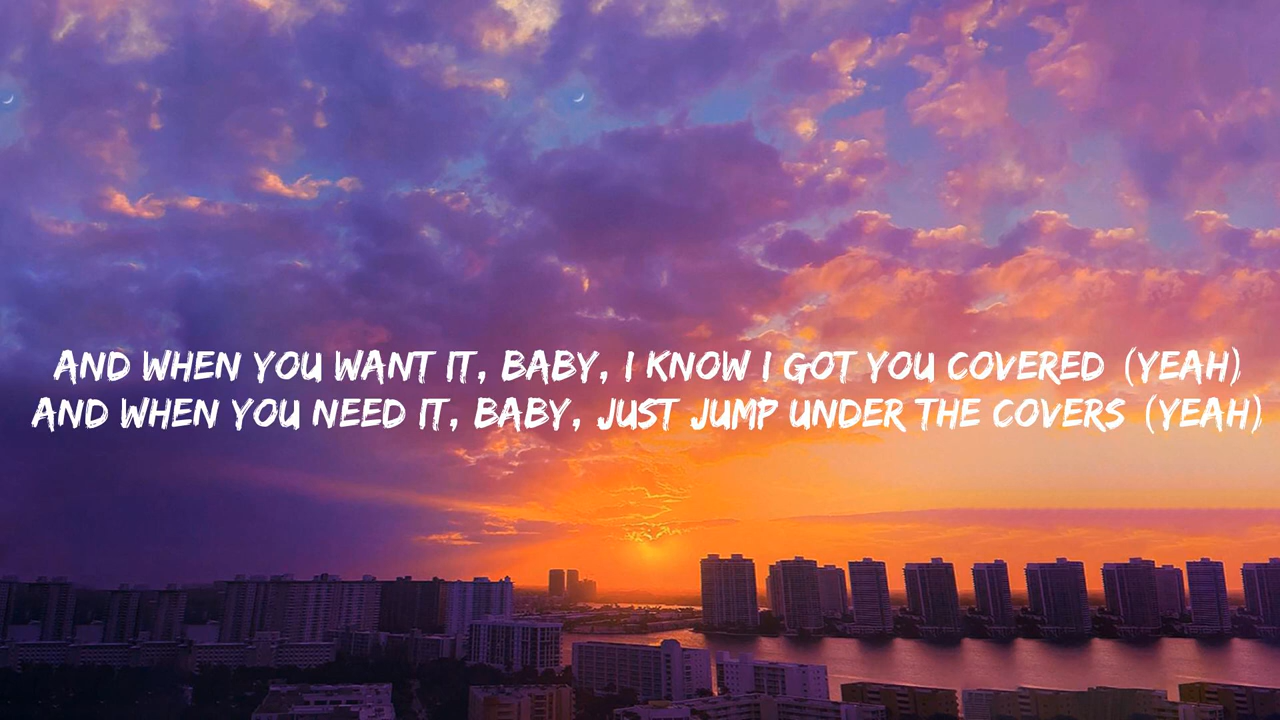 AND WHEN YOU WANT IT, BABY, I KNOW I GOT YOU COVERED (YEAH)
AND WHEN YOU NEED IT, BABY, JUST JUMP UNDER THE COVERS (YEAH)